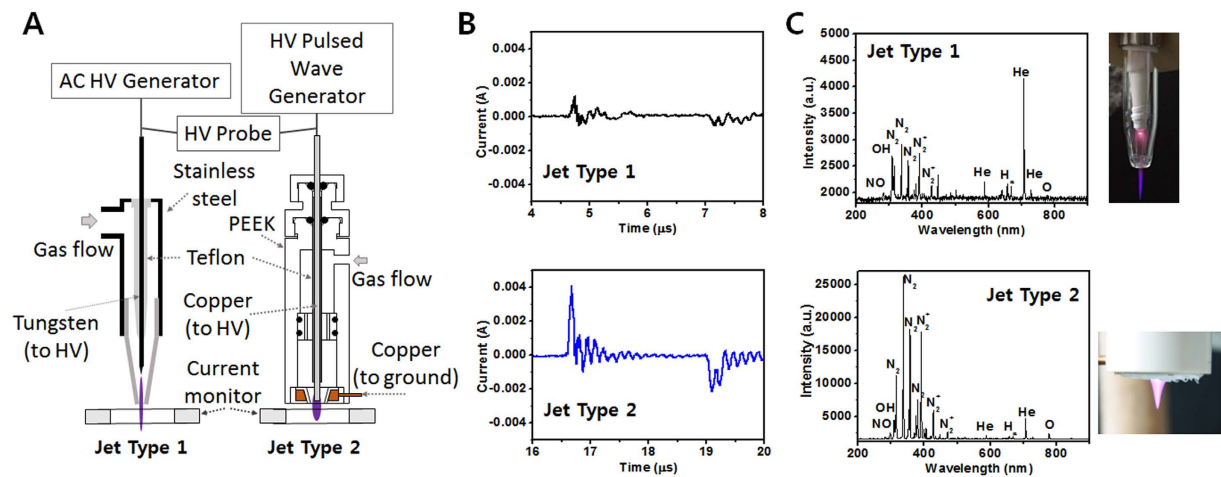 A
AC HV Generator
HV Pulsed
Wave
Generator
HV Probe
Stainless
steel
PEEK
Gas flow
Teflon
Gas flow
Copper
(to HV)
Tungsten
(to HV)
Copper
(to ground)
Current
monitor
Jet Type 1
Jet Type 2
B
Current (A)
0.004
0.002
0.000
-0.002
-0.004
Jet Type 1
4 5 6 7 8
Time (μs)
Current (A)
0.004
0.002
0.000
-0.002
-0.004
Jet Type 2
16 17 18 19 20
Time (μs)
C
Jet Type 1
Intensity (a.u.)
5000
4500
3500
3000
2500
2000
NO
OH
N2
N2
N2
N2+
N2+
He
H
He
He
O
200 400 600 800
Wavelength (nm)
Jet Type 2
Intensity (a.u.)
25000
20000
15000
10000
5000
NO
OH
N2
N2
N2
N2
N2+
N2+
N2+
He
H
He
O
200 400 600 800
Wavelength (nm)